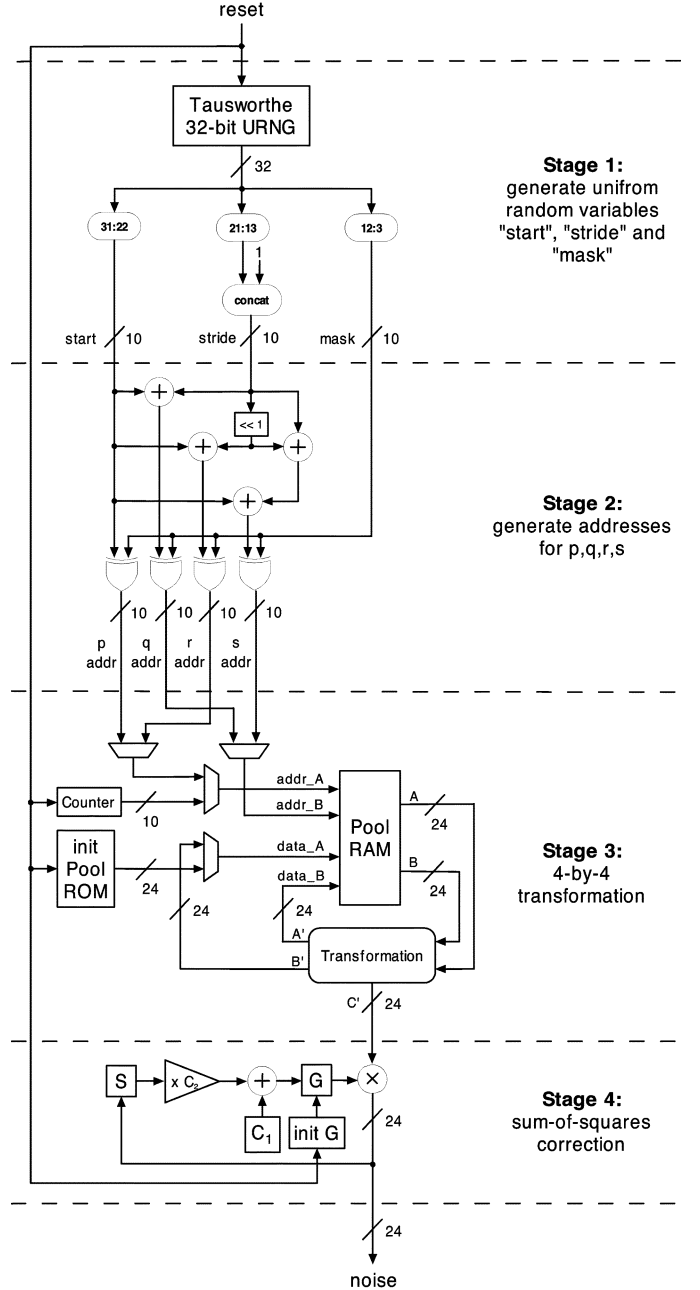 reset
Tausworthe
32-bit URNG
32
Stage 1:
generate unifrom
random variables
"start", "stride" and
"mask"
31:22
21:13
12:3
1
concat
start
10
stride
10
mask
10
+
<< 1
+
+
+
Stage 2:
generate addresses
for p,q,r,s
10
10
10
10
p
addr
q
addr
r
addr
s
addr
Counter
10
addr_A
addr_B
Pool
RAM
A
24
init
Pool
ROM
24
data_A
data_B
B
24
Stage 3:
4-by-4
transformation
24
24
A'
B'
Transformation
C'
24
S
x C₂
+
G
×
C₁
init G
24
Stage 4:
sum-of-squares
correction
24
noise